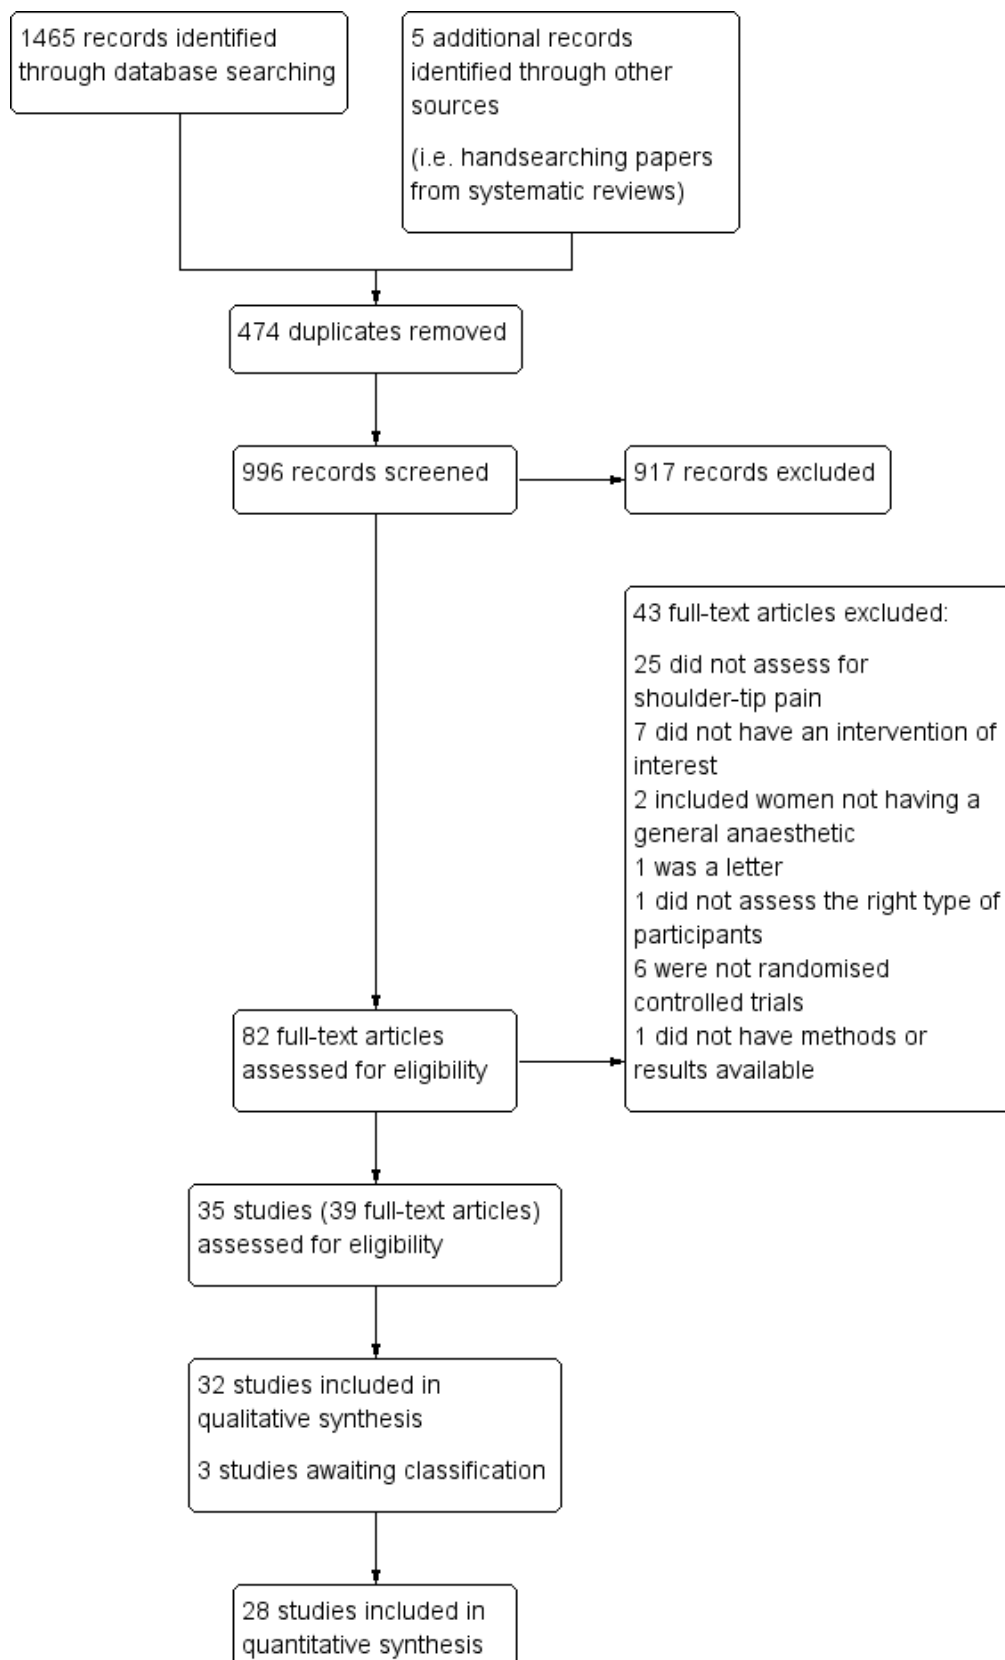 1465 records identified
through database searching
5 additional records
identified through other
sources
(i.e. handsearching papers
from systematic reviews)
474 duplicates removed
996 records screened
917 records excluded
43 full-text articles excluded:
25 did not assess for
shoulder-tip pain
7 did not have an intervention of
interest
2 included women not having a
general anaesthetic
1 was a letter
1 did not assess the right type of
participants
6 were not randomised
controlled trials
1 did not have methods or
results available
82 full-text articles
assessed for eligibility
35 studies (39 full-text articles)
assessed for eligibility
32 studies included in
qualitative synthesis
3 studies awaiting classification
28 studies included in
quantitative synthesis